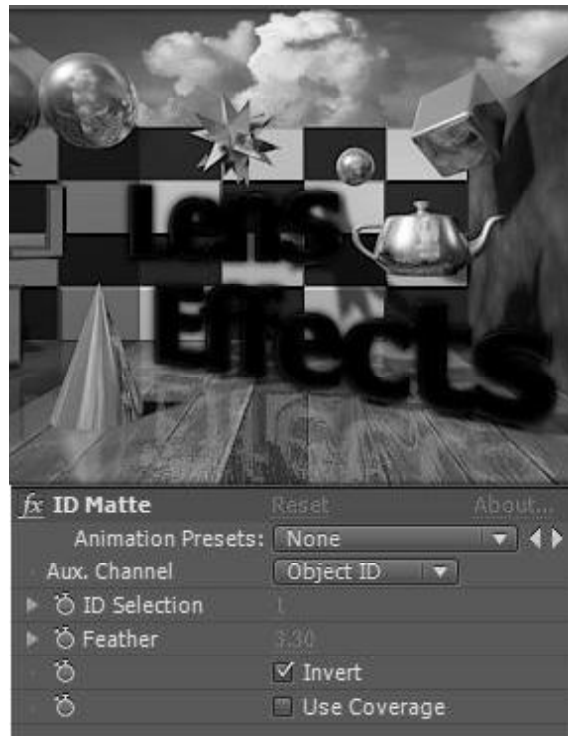 Lens
Effects
fx ID Matte Reset About...
Animation Presets: None
Aux. Channel Object ID
ID Selection 1
Feather 3.30
Invert
Use Coverage